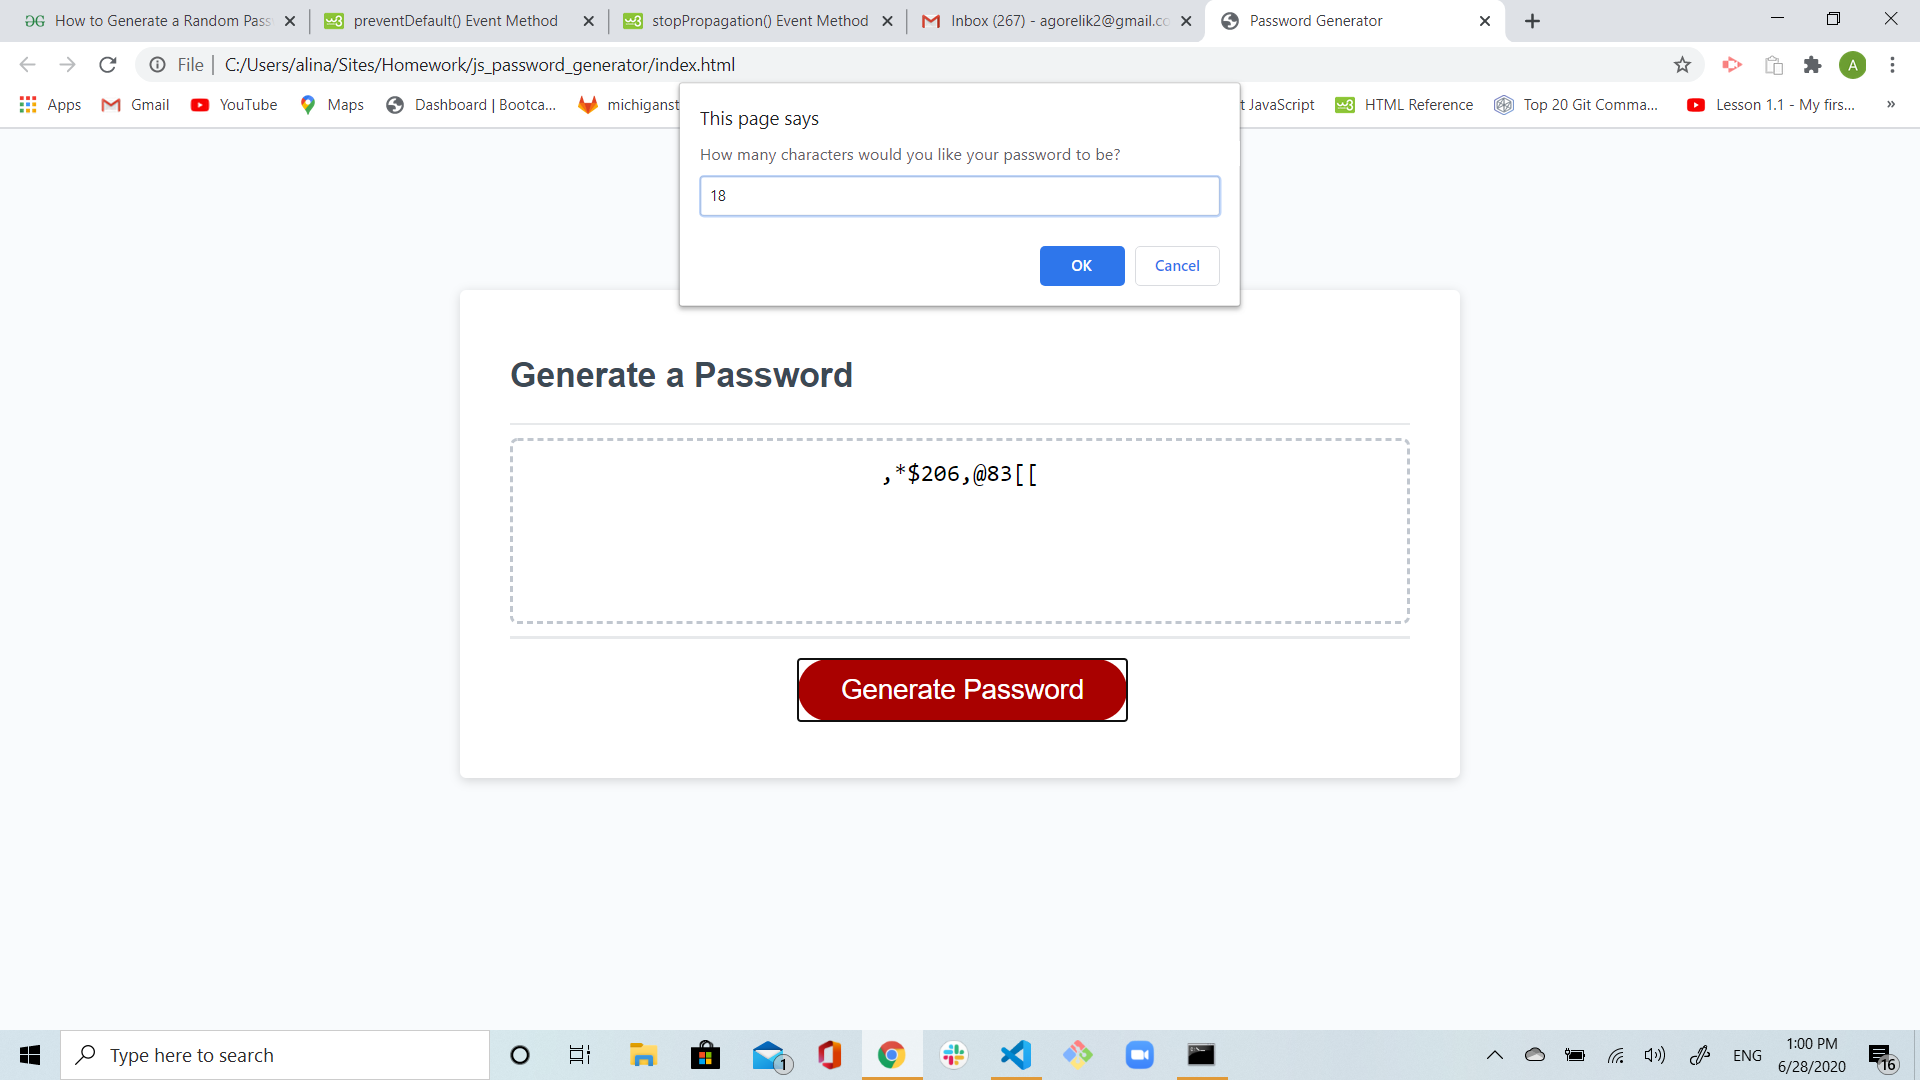 How to Generate a Random Pass
preventDefault() Event Method
stopPropagation() Event Method
Inbox (267) - agorelik2@gmail.co
Password Generator
File
C:/Users/alina/Sites/Homework/js_password_generator/index.html
A
Apps
Gmail
YouTube
Maps
Dashboard | Bootca...
michiganst
t JavaScript
HTML Reference
Top 20 Git Comma...
Lesson 1.1 - My firs...
»
This page says
How many characters would you like your password to be?
18
OK
Cancel
Generate a Password
,*$206,@83[[
Generate Password
Type here to search
1
ENG
1:00 PM
6/28/2020
16